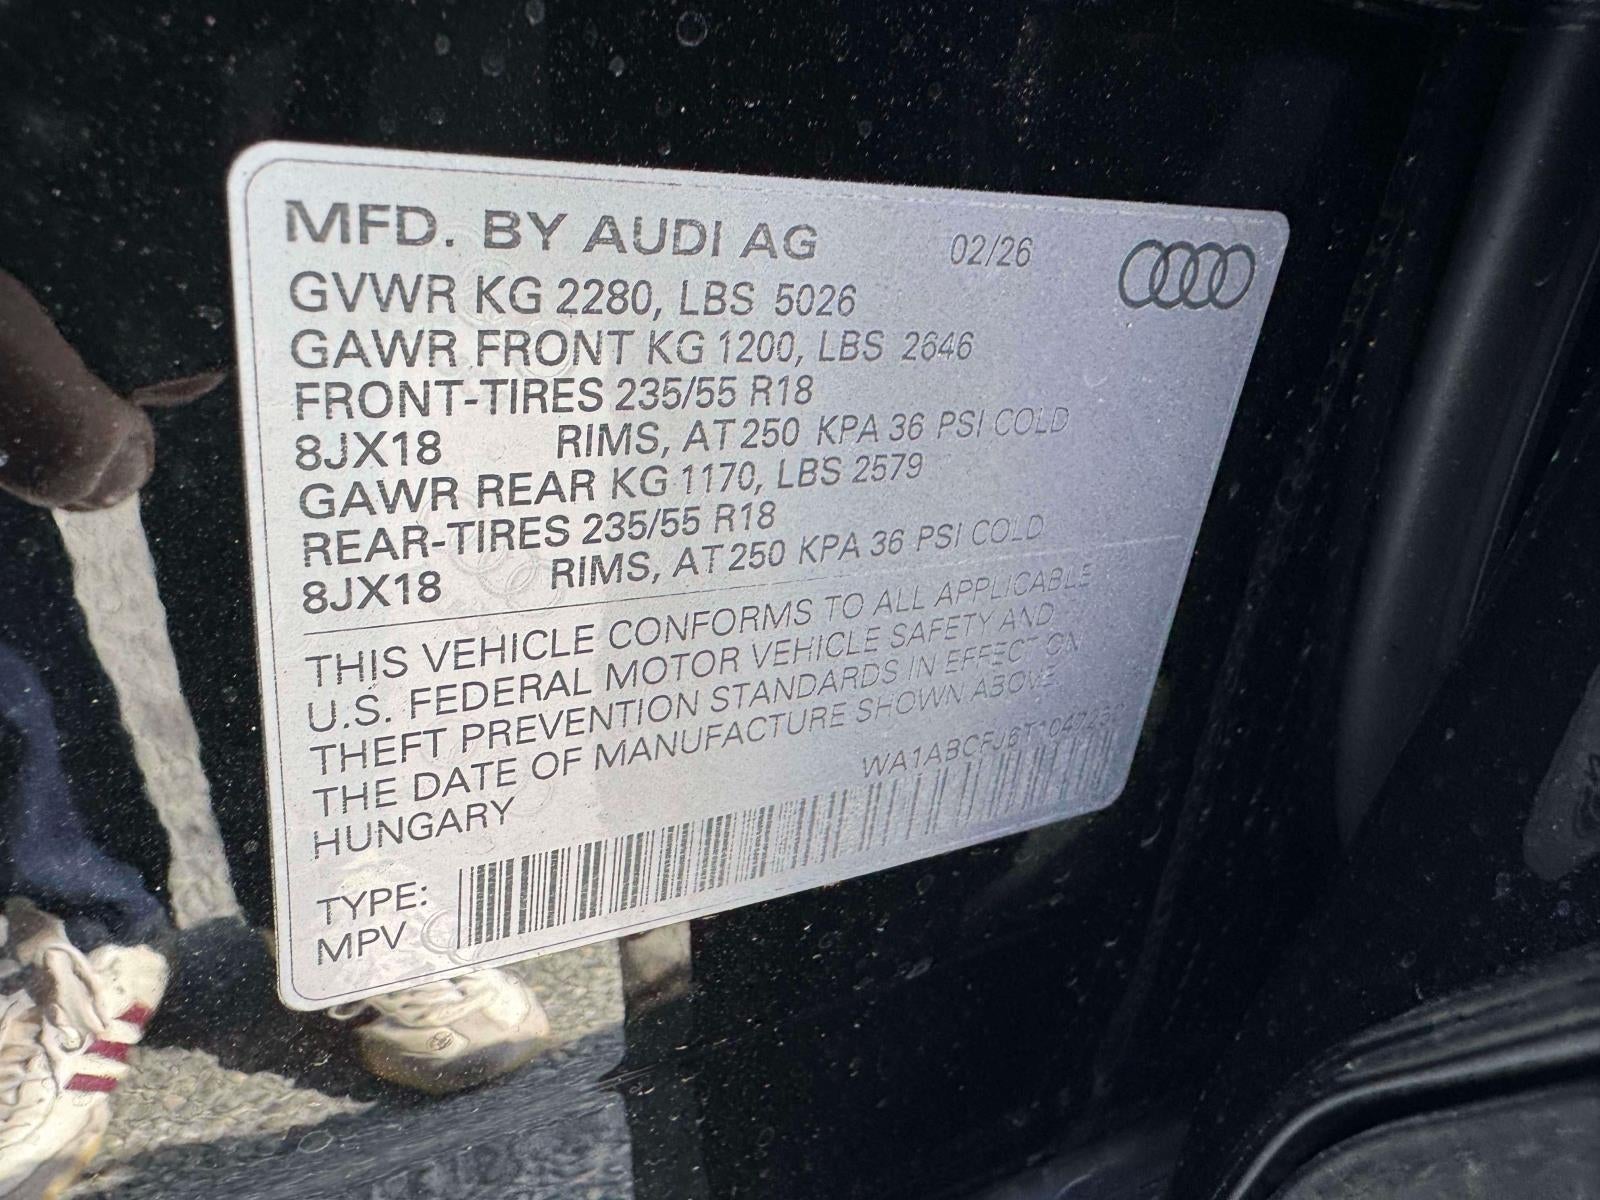 MFD. BY AUDI AG 02/26
GVWR KG 2280, LBS 5026
GAWR FRONT KG 1200, LBS 2646
FRONT-TIRES 235/55 R18
8JX18 RIMS, AT 250 KPA 36 PSI COLD
GAWR REAR KG 1170, LBS 2579
REAR-TIRES 235/55 R18
8JX18 RIMS, AT 250 KPA 36 PSI COLD
THIS VEHICLE CONFORMS TO ALL APPLICABLE
U.S. FEDERAL MOTOR VEHICLE SAFETY AND
THEFT PREVENTION STANDARDS IN EFFECT ON
THE DATE OF MANUFACTURE SHOWN ABOVE
HUNGARY
TYPE:
MPV